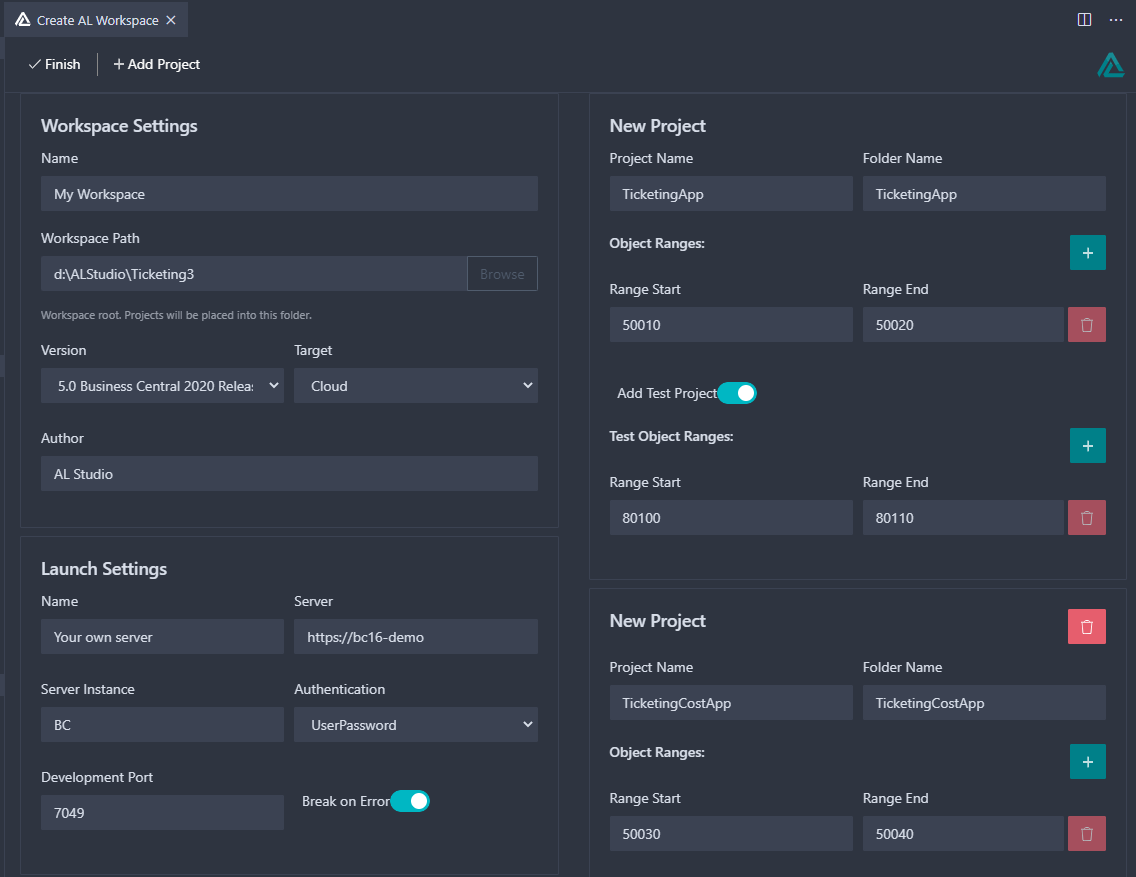 Create AL Workspace
Finish
Add Project
Workspace Settings
Name
My Workspace
Workspace Path
d:\ALStudio\Ticketing3
Browse
Workspace root. Projects will be placed into this folder.
Version
Target
5.0 Business Central 2020 Releas
Cloud
Author
AL Studio
Launch Settings
Name
Server
Your own server
https://bc16-demo
Server Instance
Authentication
BC
UserPassword
Development Port
7049
Break on Error
New Project
Project Name
Folder Name
TicketingApp
TicketingApp
Object Ranges:
Range Start
Range End
50010
50020
Add Test Project
Test Object Ranges:
Range Start
Range End
80100
80110
New Project
Project Name
Folder Name
TicketingCostApp
TicketingCostApp
Object Ranges:
Range Start
Range End
50030
50040